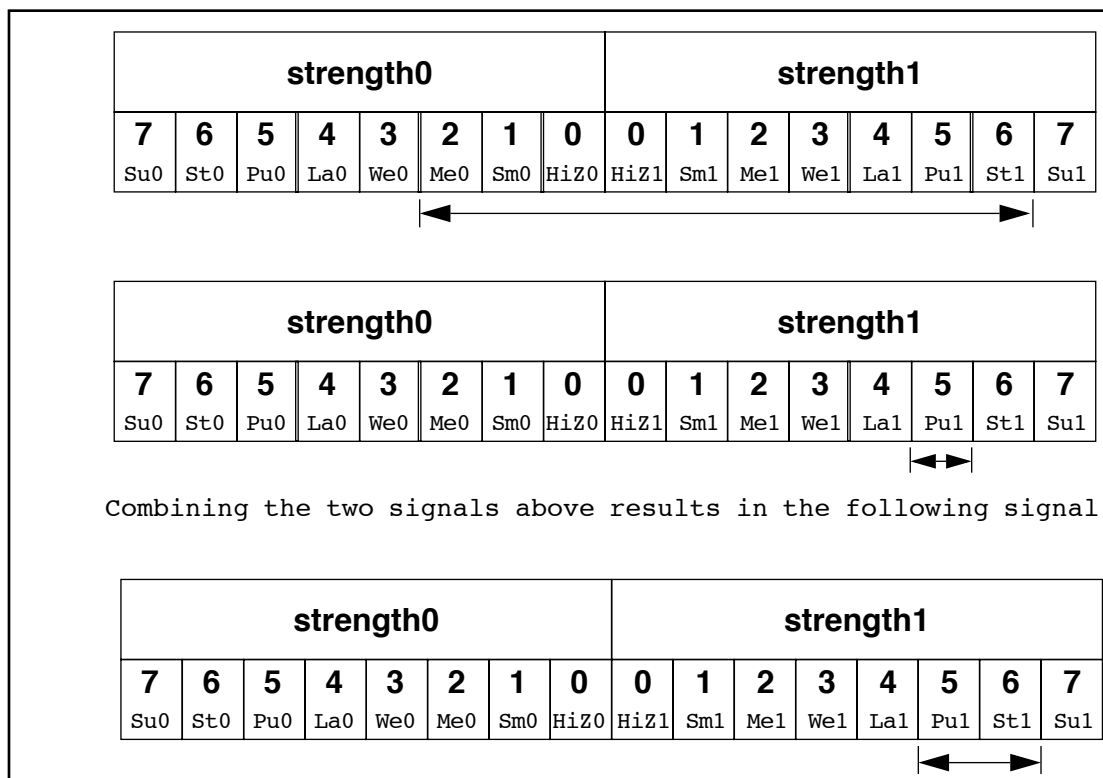 strength0 strength1
7 6 5 4 3 2 1 0 0 1 2 3 4 5 6 7
Su0 St0 Pu0 La0 We0 Me0 Sm0 HiZ0 HiZ1 Sm1 Me1 We1 La1 Pu1 St1 Su1
strength0 strength1
7 6 5 4 3 2 1 0 0 1 2 3 4 5 6 7
Su0 St0 Pu0 La0 We0 Me0 Sm0 HiZ0 HiZ1 Sm1 Me1 We1 La1 Pu1 St1 Su1
Combining the two signals above results in the following signal
strength0 strength1
7 6 5 4 3 2 1 0 0 1 2 3 4 5 6 7
Su0 St0 Pu0 La0 We0 Me0 Sm0 HiZ0 HiZ1 Sm1 Me1 We1 La1 Pu1 St1 Su1